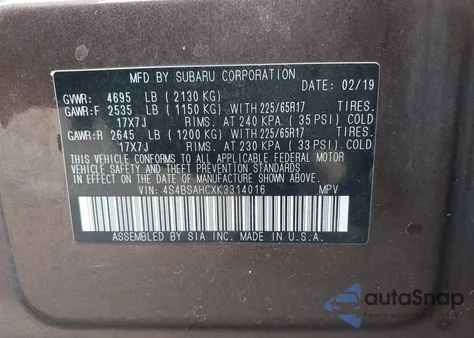 MFD. BY SUBARU CORPORATION DATE: 02/19
GVWR: 4695 LB (2130 KG)
GAWR:F 2535 LB (1150 KG) WITH 225/65R17 TIRES.
17X7J RIMS. AT 240 KPA (35 PSI) COLD
GAWR:R 2645 LB (1200 KG) WITH 225/65R17 TIRES.
17X7J RIMS. AT 230 KPA (33 PSI) COLD
THIS VEHICLE CONFORMS TO ALL APPLICABLE FEDERAL MOTOR
VEHICLE SAFETY, BUMPER, AND THEFT PREVENTION STANDARDS
IN EFFECT ON THE DATE OF MANUFACTURE SHOWN ABOVE.
VIN: 4S4BSAHCXK3314016 MPV
ASSEMBLED BY SIA INC. MADE IN U.S.A.
autoSnap